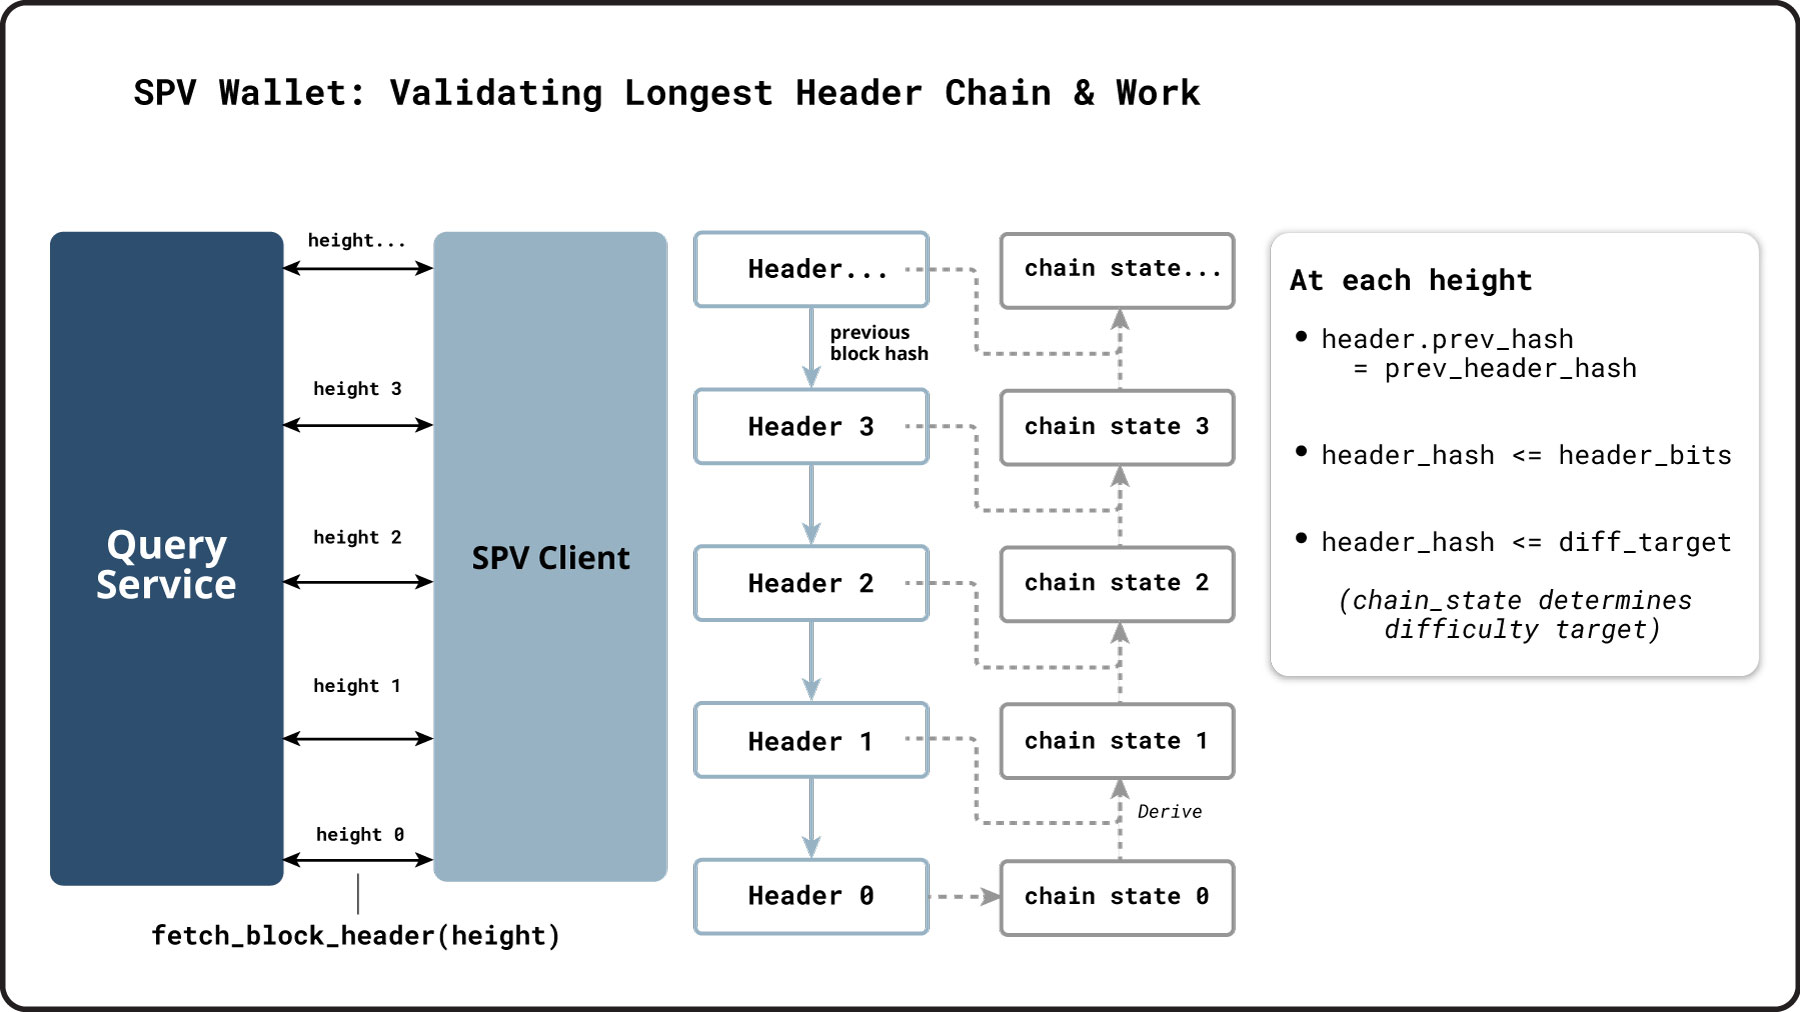 SPV Wallet: Validating Longest Header Chain & Work
height...
height 3
height 2
height 1
height 0
Query
Service
SPV Client
fetch_block_header(height)
Header...
previous
block hash
Header 3
Header 2
Header 1
Header 0
chain state...
chain state 3
chain state 2
chain state 1
Derive
chain state 0
At each height
• header.prev_hash
= prev_header_hash
• header_hash <= header_bits
• header_hash <= diff_target
(chain_state determines
difficulty target)